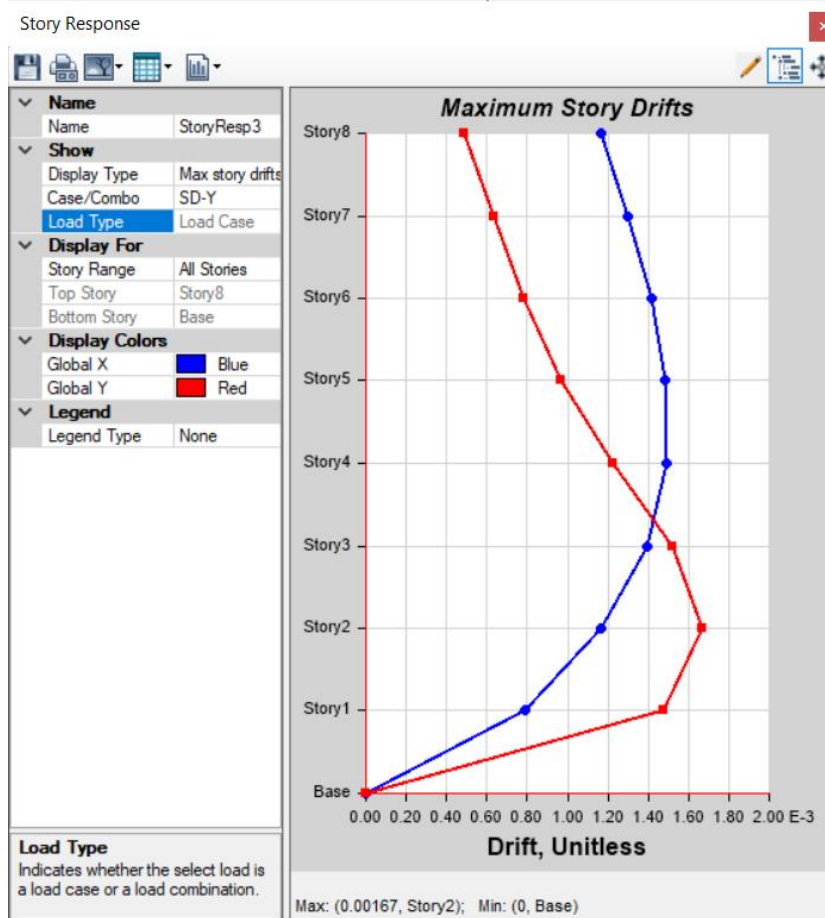 Story Response
Name
Name StoryResp3
Show
Display Type Max story drifts
Case/Combo SD-Y
Load Type Load Case
Display For
Story Range All Stories
Top Story Story8
Bottom Story Base
Display Colors
Global X Blue
Global Y Red
Legend
Legend Type None
Load Type
Indicates whether the select load is
a load case or a load combination.
Maximum Story Drifts
Story8
Story7
Story6
Story5
Story4
Story3
Story2
Story1
Base
0.00 0.20 0.40 0.60 0.80 1.00 1.20 1.40 1.60 1.80 2.00 E-3
Drift, Unitless
Max: (0.00167, Story2); Min: (0, Base)